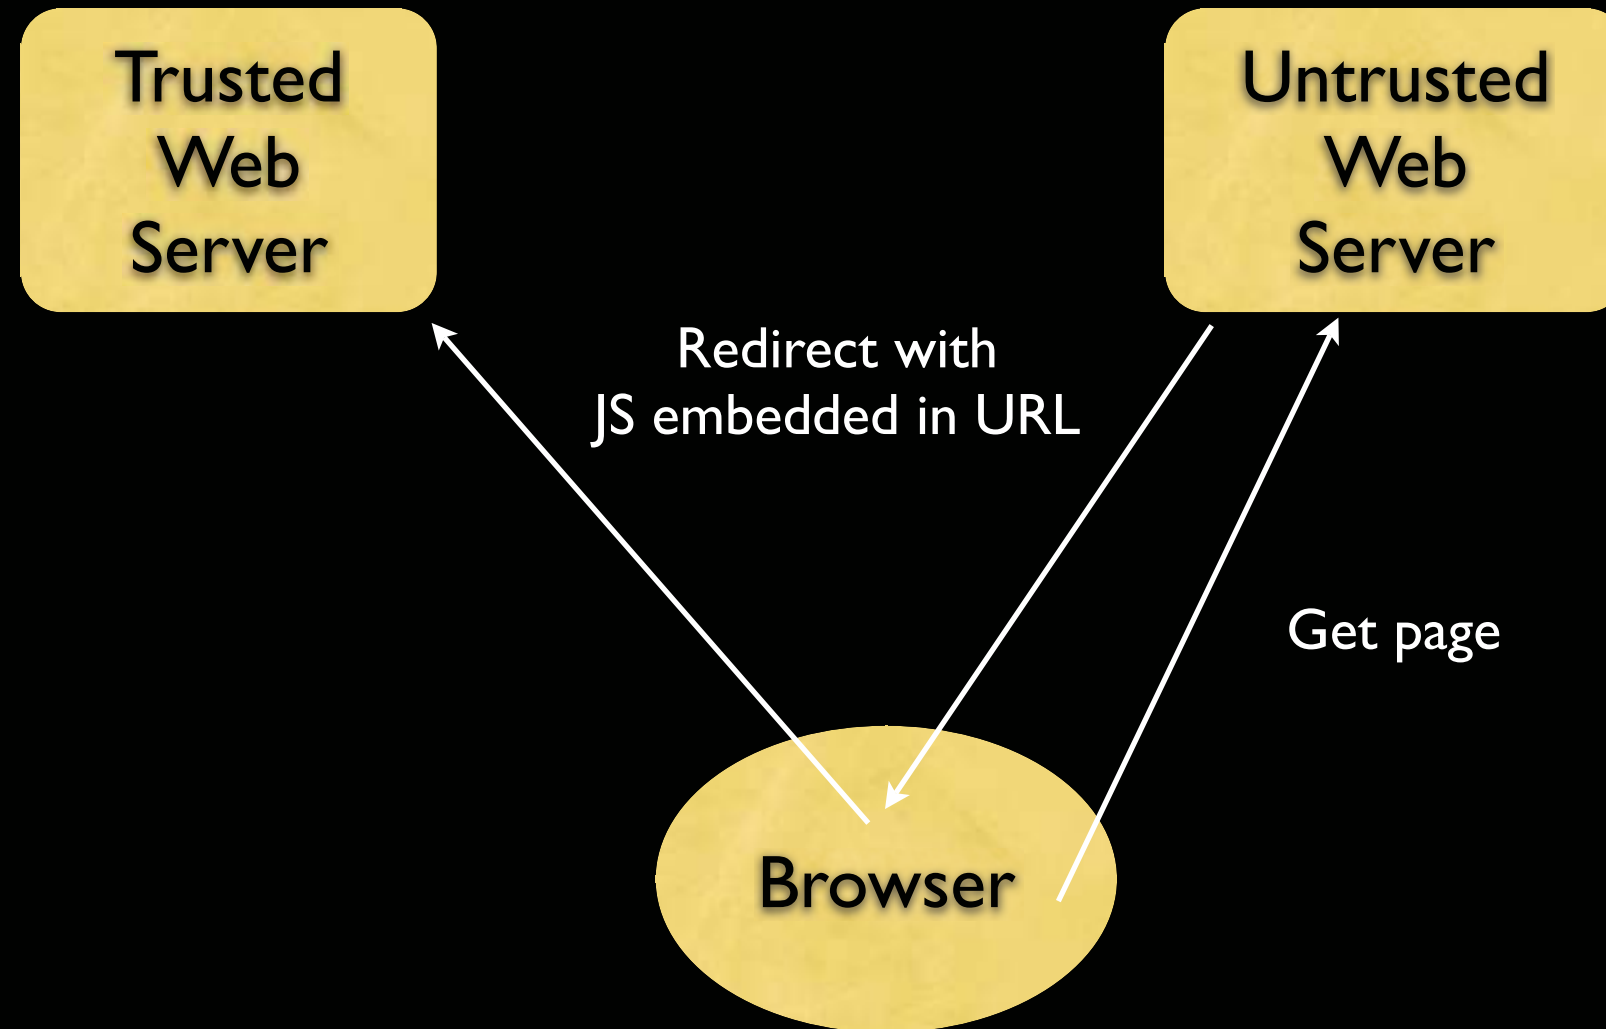 Trusted
Web
Server
Untrusted
Web
Server
Redirect with
JS embedded in URL
Get page
Browser